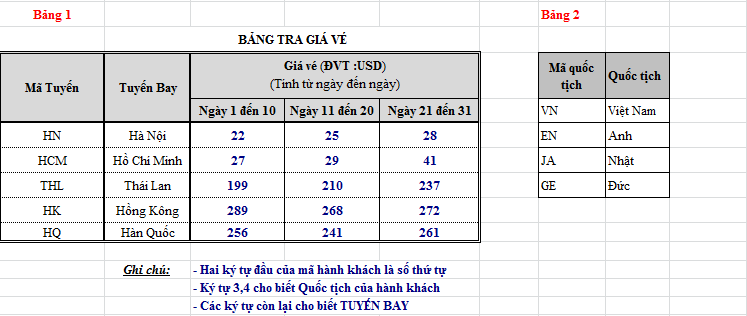 Bảng 1 Bảng 2
BẢNG TRA GIÁ VÉ
Mã Tuyến Tuyến Bay Giá vé (ĐVT :USD)
(Tính từ ngày đến ngày)
Mã quốc tịch Quốc tịch
Ngày 1 đến 10 Ngày 11 đến 20 Ngày 21 đến 31
VN Việt Nam
HN Hà Nội 22 25 28
EN Anh
HCM Hồ Chí Minh 27 29 41
JA Nhật
THL Thái Lan 199 210 237
GE Đức
HK Hồng Kông 289 268 272
HQ Hàn Quốc 256 241 261
Ghi chú: - Hai ký tự đầu của mã hành khách là số thứ tự
- Ký tự 3,4 cho biết Quốc tịch của hành khách
- Các ký tự còn lại cho biết TUYẾN BAY